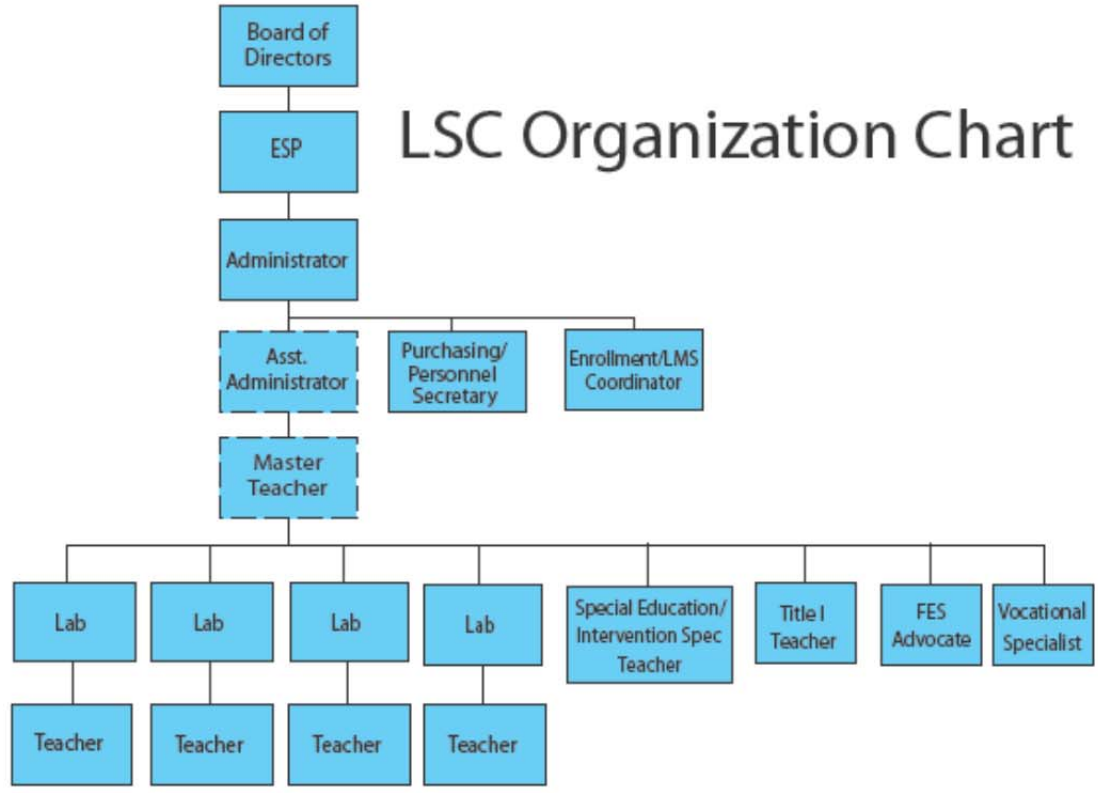 Board of
Directors
LSC Organization Chart
ESP
Administrator
Asst.
Administrator
Purchasing/
Personnel
Secretary
Enrollment/LMS
Coordinator
Master
Teacher
Lab
Lab
Lab
Lab
Special Education/
Intervention Spec
Teacher
Title I
Teacher
FES
Advocate
Vocational
Specialist
Teacher
Teacher
Teacher
Teacher